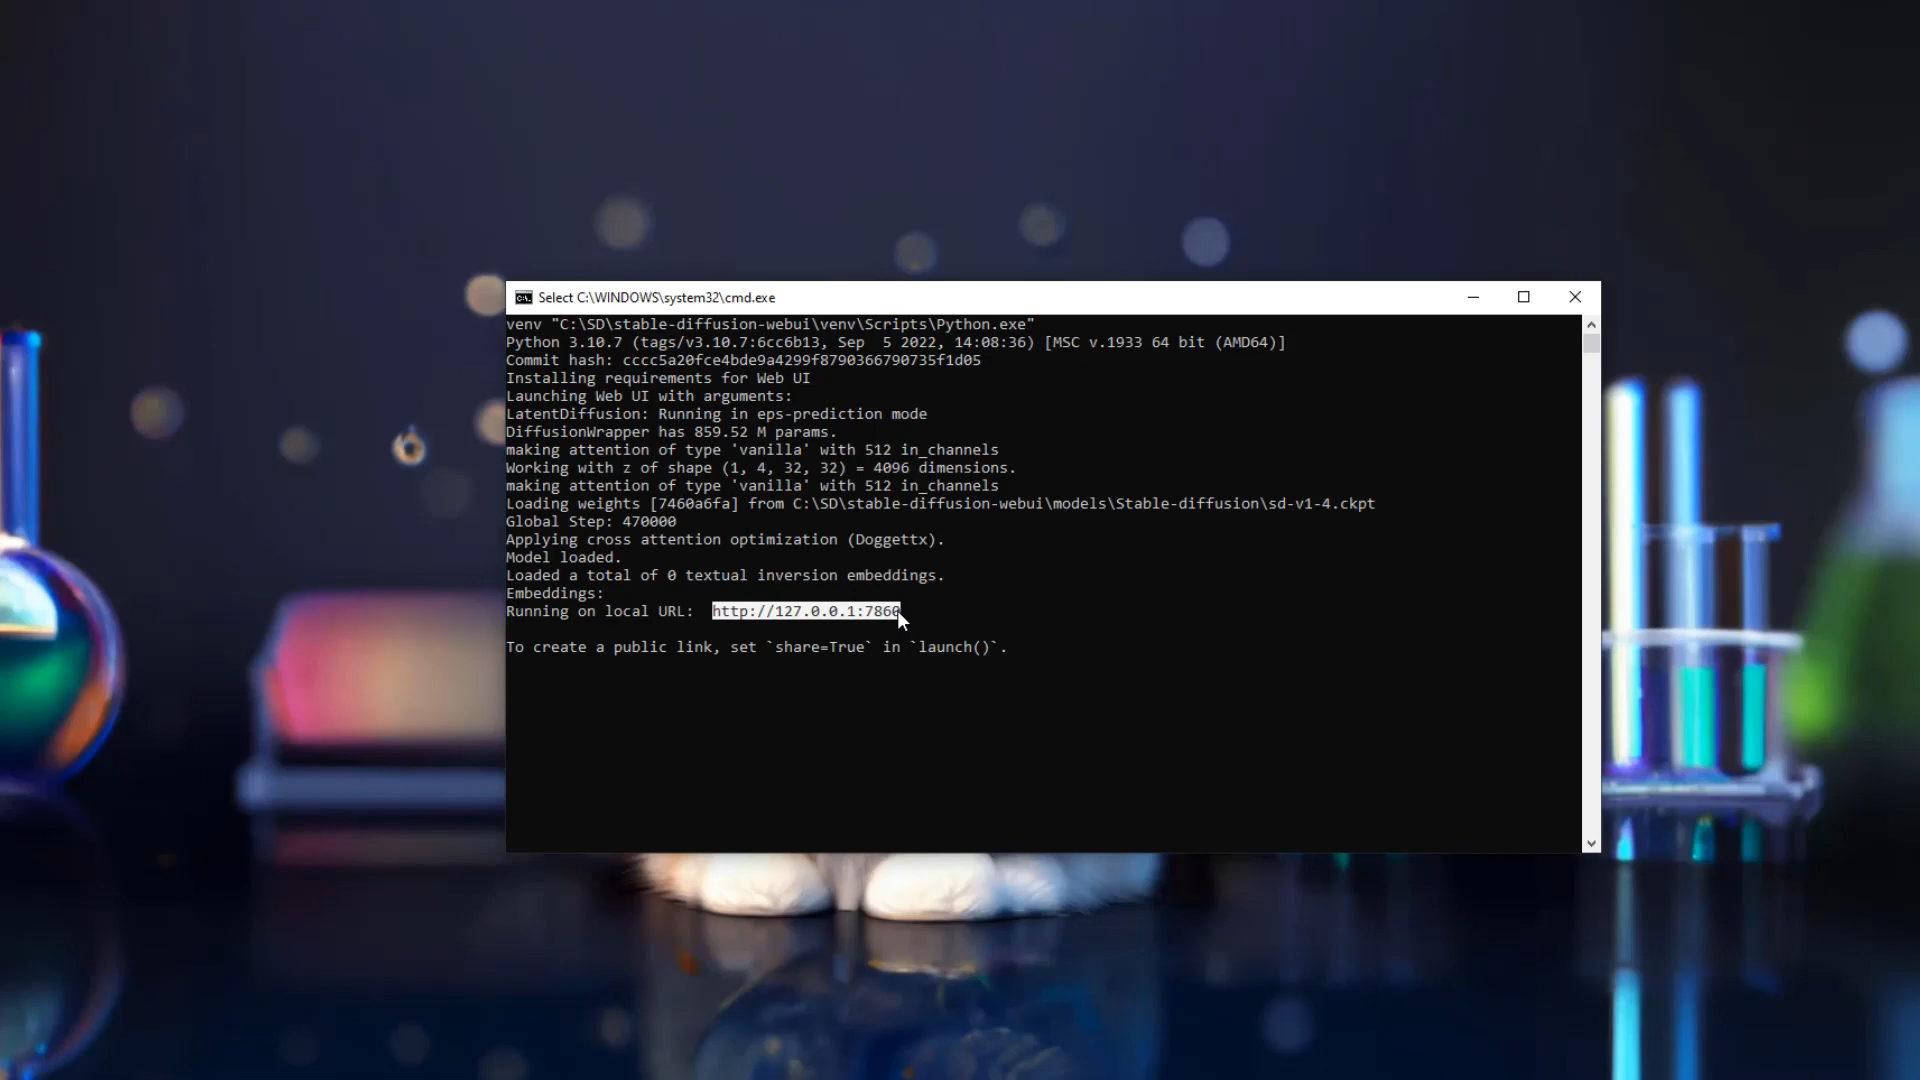 Select C:\WINDOWS\system32\cmd.exe
venv "C:\SD\stable-diffusion-webui\venv\Scripts\Python.exe"
Python 3.10.7 (tags/v3.10.7:6cc6b13, Sep  5 2022, 14:08:36) [MSC v.1933 64 bit (AMD64)]
Commit hash: cccc5a20fce4bde9a4299f8790366790735f1d05
Installing requirements for Web UI
Launching Web UI with arguments:
LatentDiffusion: Running in eps-prediction mode
DiffusionWrapper has 859.52 M params.
making attention of type 'vanilla' with 512 in_channels
Working with z of shape (1, 4, 32, 32) = 4096 dimensions.
making attention of type 'vanilla' with 512 in_channels
Loading weights [7460a6fa] from C:\SD\stable-diffusion-webui\models\Stable-diffusion\sd-v1-4.ckpt
Global Step: 470000
Applying cross attention optimization (Doggettx).
Model loaded.
Loaded a total of 0 textual inversion embeddings.
Embeddings:
Running on local URL:  http://127.0.0.1:7860
To create a public link, set `share=True` in `launch()`.